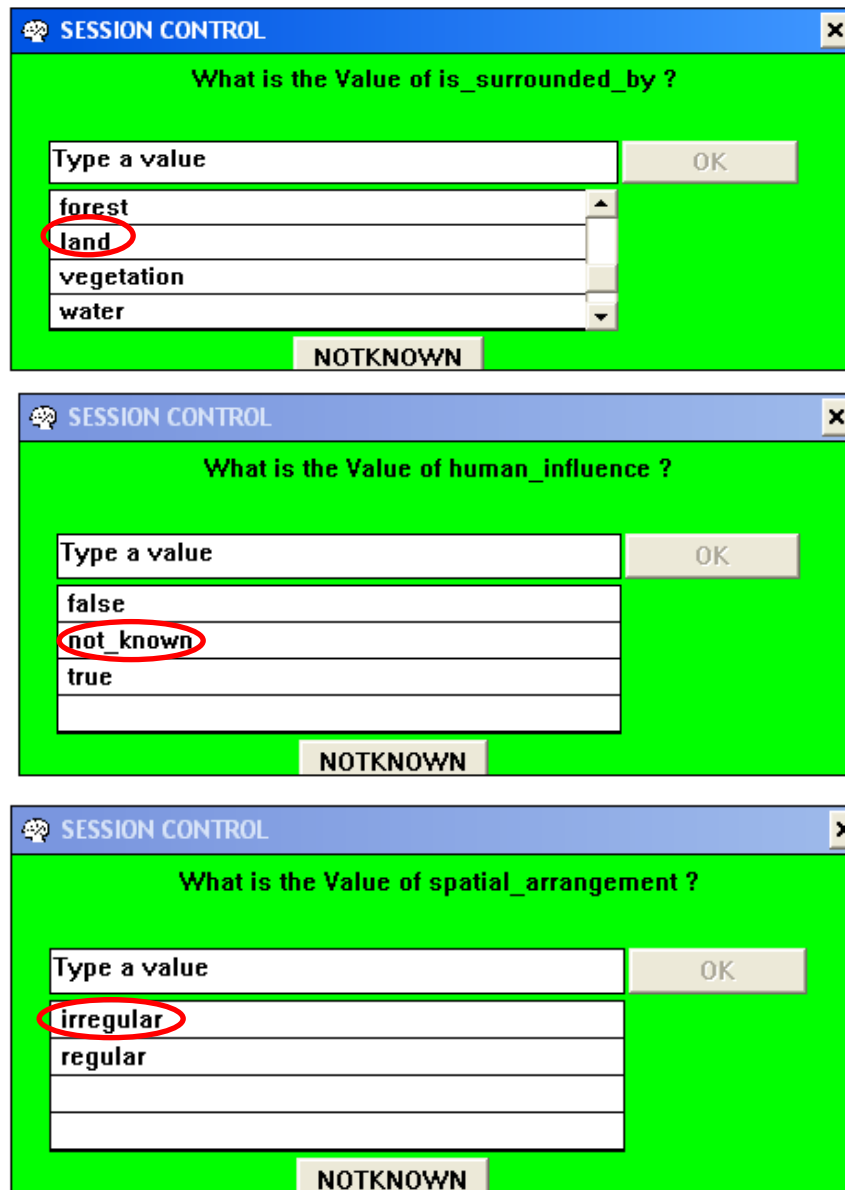 SESSION CONTROL
What is the Value of is_surrounded_by ?
Type a value
OK
forest
land
vegetation
water
NOTKNOWN
SESSION CONTROL
What is the Value of human_influence ?
Type a value
OK
false
not_known
true
NOTKNOWN
SESSION CONTROL
What is the Value of spatial_arrangement ?
Type a value
OK
irregular
regular
NOTKNOWN